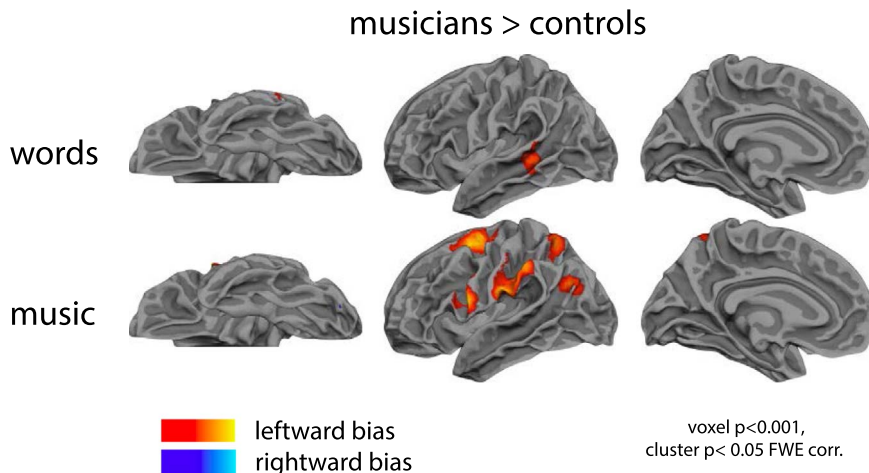 musicians > controls
words
music
leftward bias
rightward bias
voxel p<0.001,
cluster p< 0.05 FWE corr.